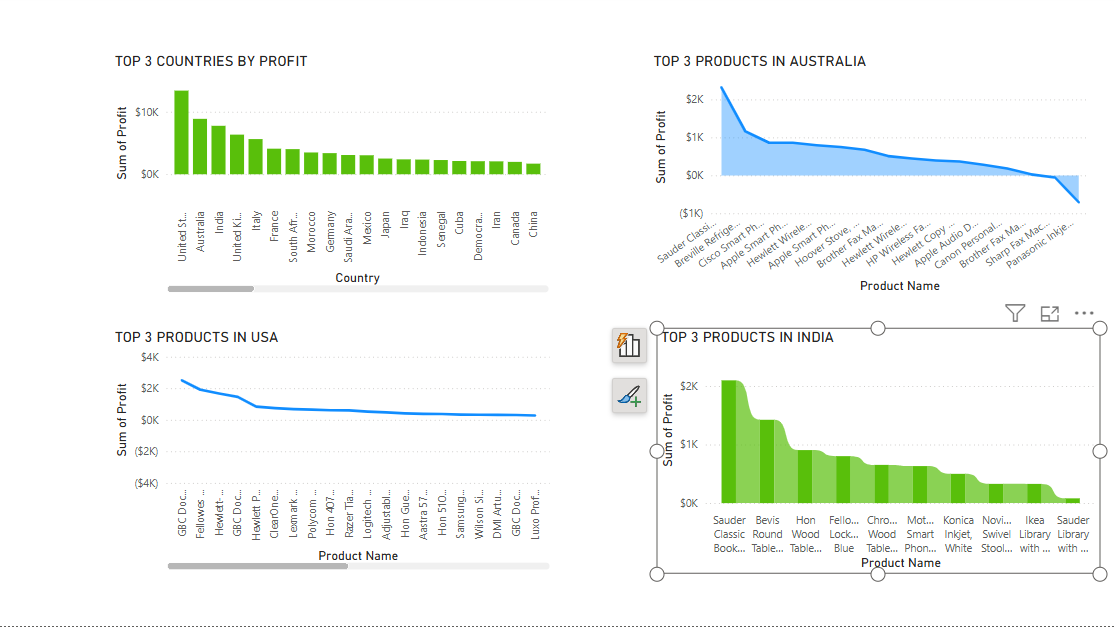 TOP 3 COUNTRIES BY PROFIT
Sum of Profit
$10K
$0K
United St...
Australia
India
United Ki...
Italy
France
South Afr...
Morocco
Germany
Saudi Ara...
Mexico
Japan
Iraq
Indonesia
Senegal
Cuba
Democra...
Iran
Canada
China
Country
TOP 3 PRODUCTS IN AUSTRALIA
Sum of Profit
$2K
$1K
$0K
($1K)
Sauder Classi...
Breville Refrige...
Cisco Smart Ph...
Apple Smart Ph...
Hewlett Wirele...
Apple Smart Ph...
Hoover Stove, ...
Brother Fax Ma...
Hewlett Wirele...
HP Wireless Fa...
Hewlett Copy ...
Apple Audio D...
Canon Personal...
Brother Fax Ma...
Sharp Fax Mac...
Panasonic Inkje...
Product Name
TOP 3 PRODUCTS IN USA
Sum of Profit
$4K
$2K
$0K
($2K)
($4K)
GBC Doc...
Fellowes ...
Hewlett-...
GBC Doc...
Hewlett P...
ClearOne...
Lexmark ...
Polycom ...
Hon 407...
Razer Tia...
Logitech ...
Adjustabl...
Hon Gue...
Aastra 57...
Hon 510...
Samsung...
Wilson SI...
DMI Artu...
GBC Doc...
Luxo Prof...
Product Name
TOP 3 PRODUCTS IN INDIA
Sum of Profit
$2K
$1K
$0K
Sauder Classic Book...
Bevis Round Table...
Hon Wood Table...
Fello... Lock... Blue
Chro... Wood Table...
Mot... Smart Phon...
Konica Inkjet, White
Novi... Swivel Stool...
Ikea Library with ...
Sauder Library with ...
Product Name